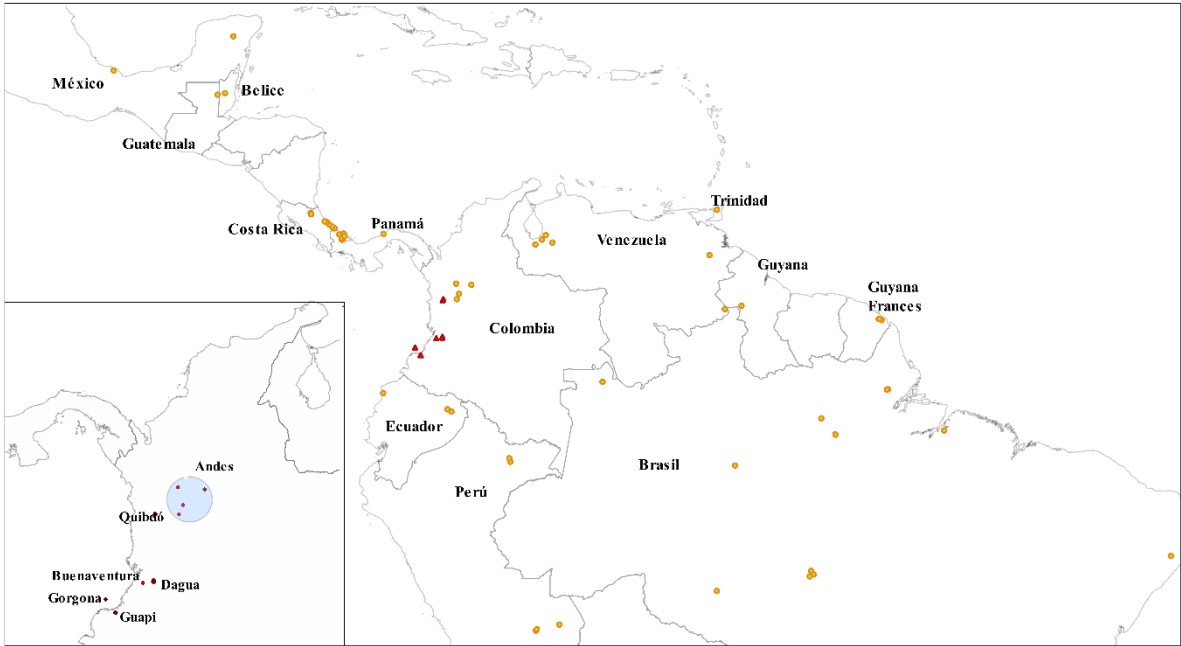 México
Belice
Guatemala
Costa Rica
Panamá
Trinidad
Venezuela
Guyana
Guyana
Frances
Colombia
Ecuador
Perú
Brasil
Andes
Quibdó
Buenaventura
Dagua
Gorgona
Guapi